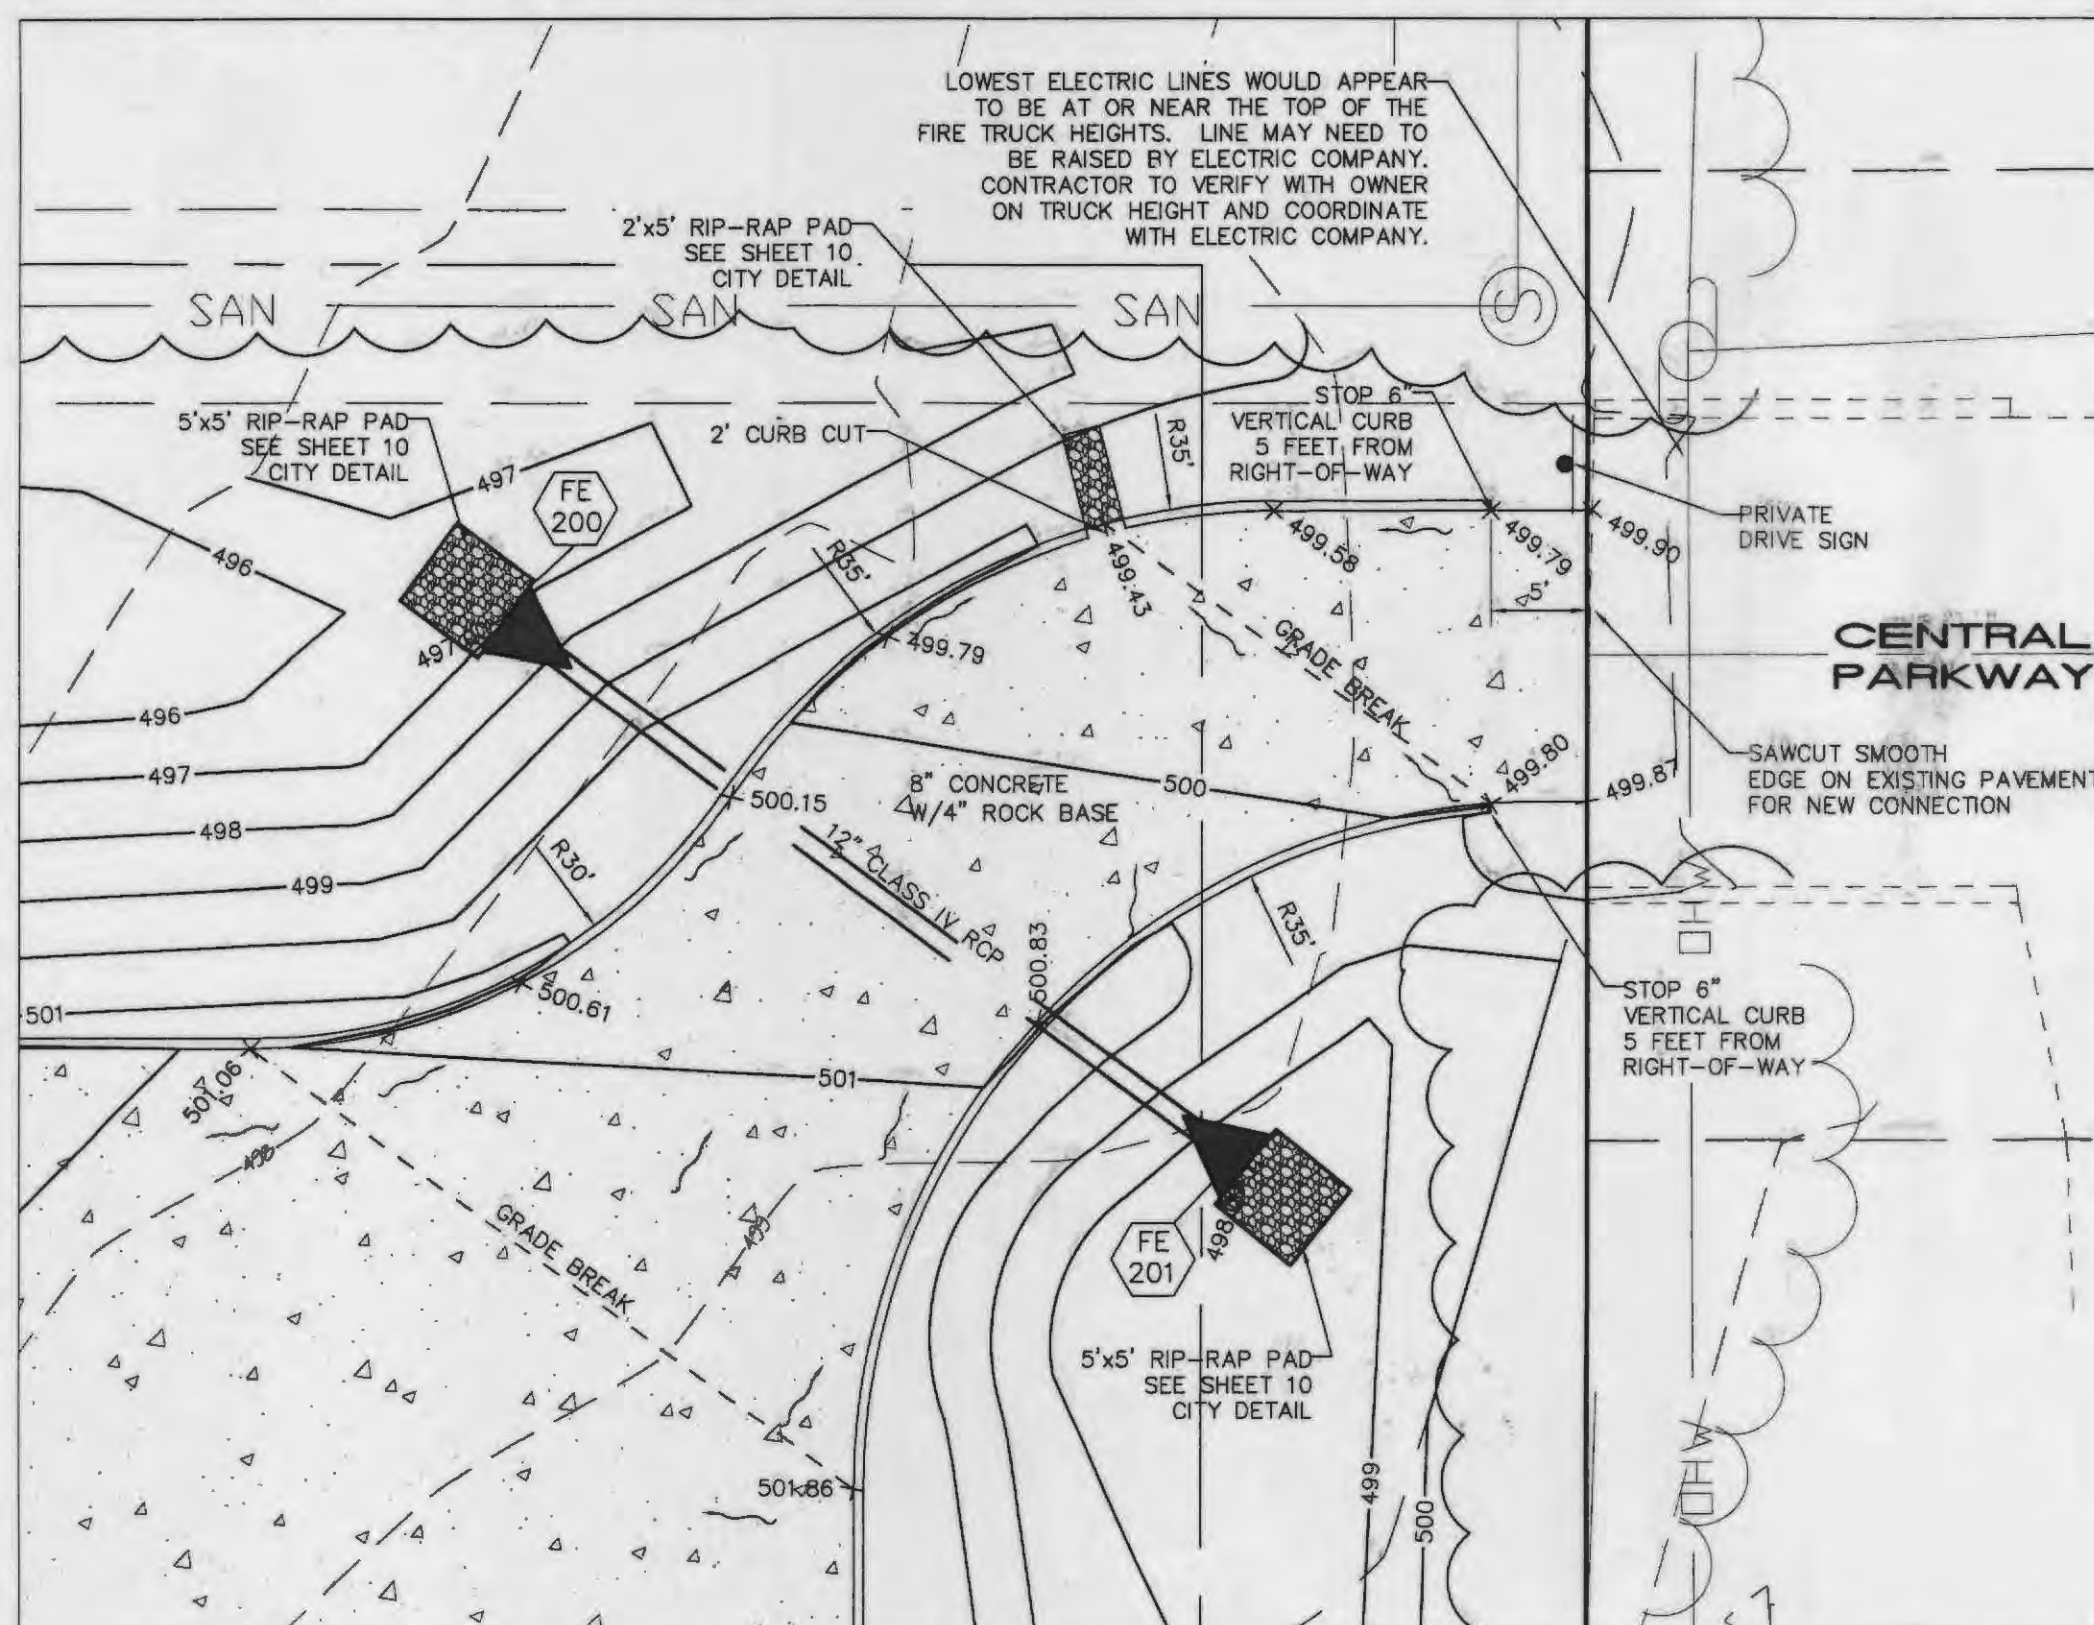 LOWEST ELECTRIC LINES WOULD APPEAR
TO BE AT OR NEAR THE TOP OF THE
FIRE TRUCK HEIGHTS. LINE MAY NEED TO
BE RAISED BY ELECTRIC COMPANY.
CONTRACTOR TO VERIFY WITH OWNER
ON TRUCK HEIGHT AND COORDINATE
WITH ELECTRIC COMPANY.
2'x5' RIP-RAP PAD
SEE SHEET 10
CITY DETAIL
SAN
SAN
SAN
S
5'x5' RIP-RAP PAD
SEE SHEET 10
CITY DETAIL
2' CURB CUT
STOP 6"
VERTICAL CURB
5 FEET FROM
RIGHT-OF-WAY
R35'
497
FE
200
496
R35'
499.43
499.58
499.79
499.90
PRIVATE
DRIVE SIGN
5'
497
499.79
GRADE BREAK
CENTRAL
PARKWAY
496
497
498
499
501
500.15
8" CONCRETE
W/4" ROCK BASE
500
499.80
499.87
SAWCUT SMOOTH
EDGE ON EXISTING PAVEMENT
FOR NEW CONNECTION
12" CLASS IV RCP
R30'
R35'
500.83
500.61
OH
W
STOP 6"
VERTICAL CURB
5 FEET FROM
RIGHT-OF-WAY
501.06
501
498
GRADE BREAK
FE
201
498
5'x5' RIP-RAP PAD
SEE SHEET 10
CITY DETAIL
501.86
499
500
OHW